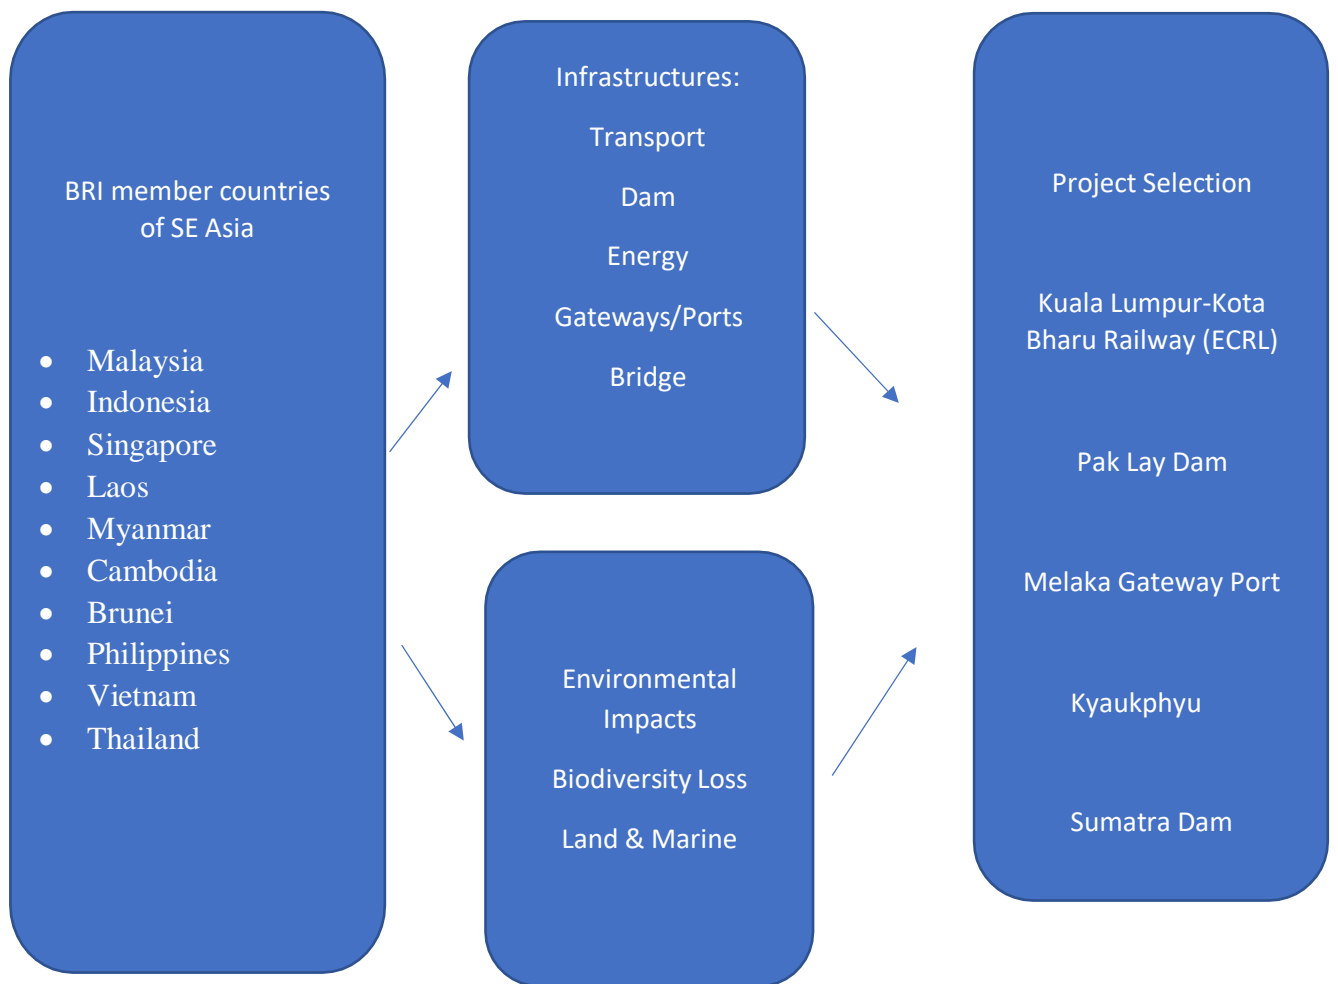 BRI member countries
of SE Asia
• Malaysia
• Indonesia
• Singapore
• Laos
• Myanmar
• Cambodia
• Brunei
• Philippines
• Vietnam
• Thailand
Infrastructures:
Transport
Dam
Energy
Gateways/Ports
Bridge
Environmental
Impacts
Biodiversity Loss
Land & Marine
Project Selection
Kuala Lumpur-Kota
Bharu Railway (ECRL)
Pak Lay Dam
Melaka Gateway Port
Kyaukphyu
Sumatra Dam